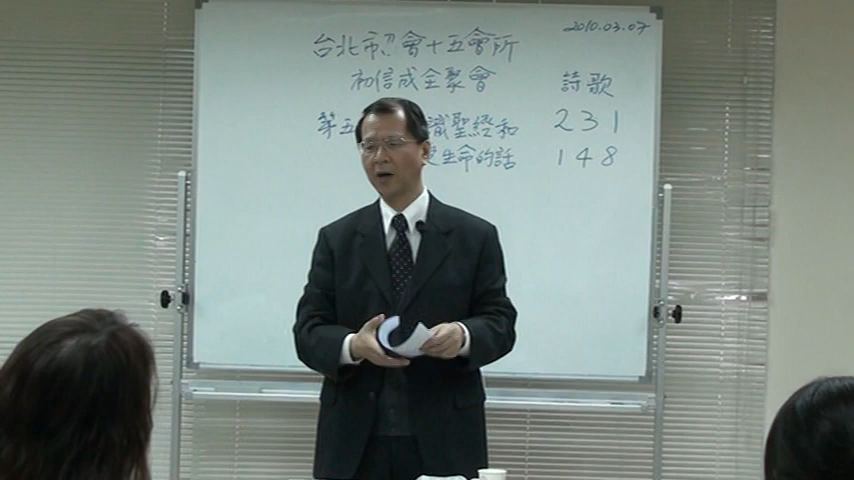 2010.03.07
台北市召會十五會所
初信成全聚會 詩歌
第五 識聖經和 231
生命的話 148